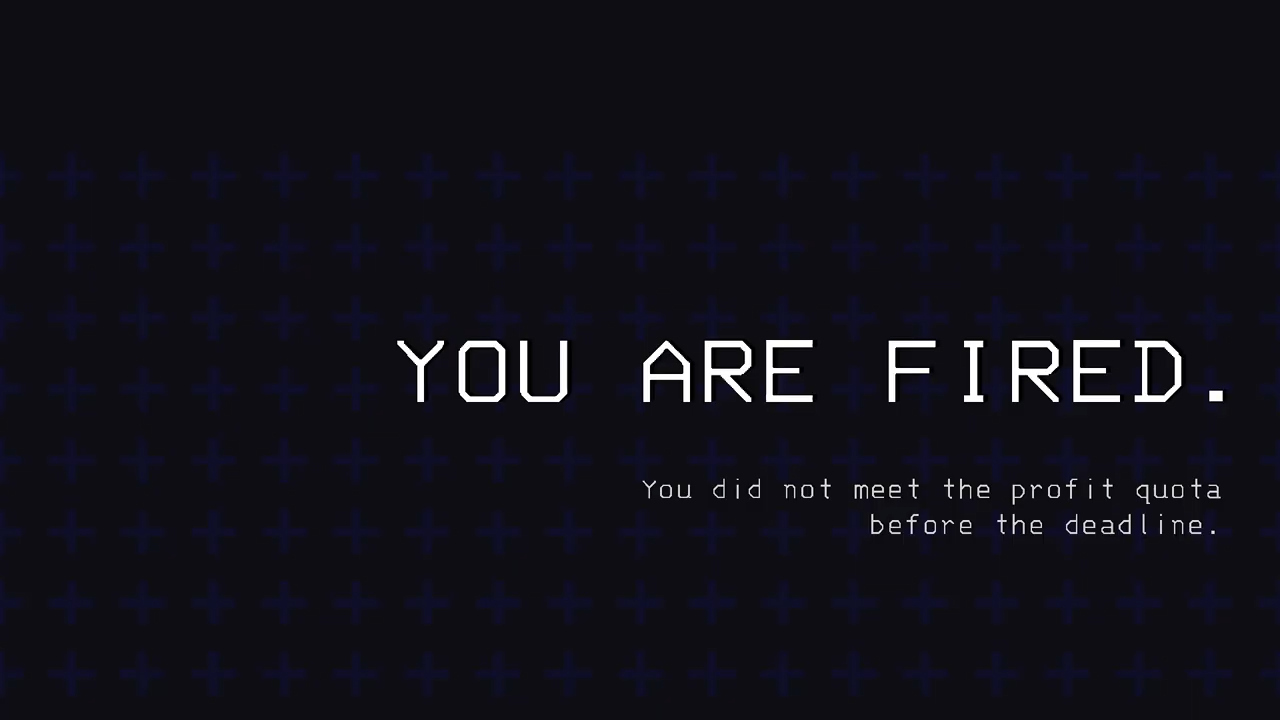 YOU ARE FIRED.
You did not meet the profit quota
before the deadline.